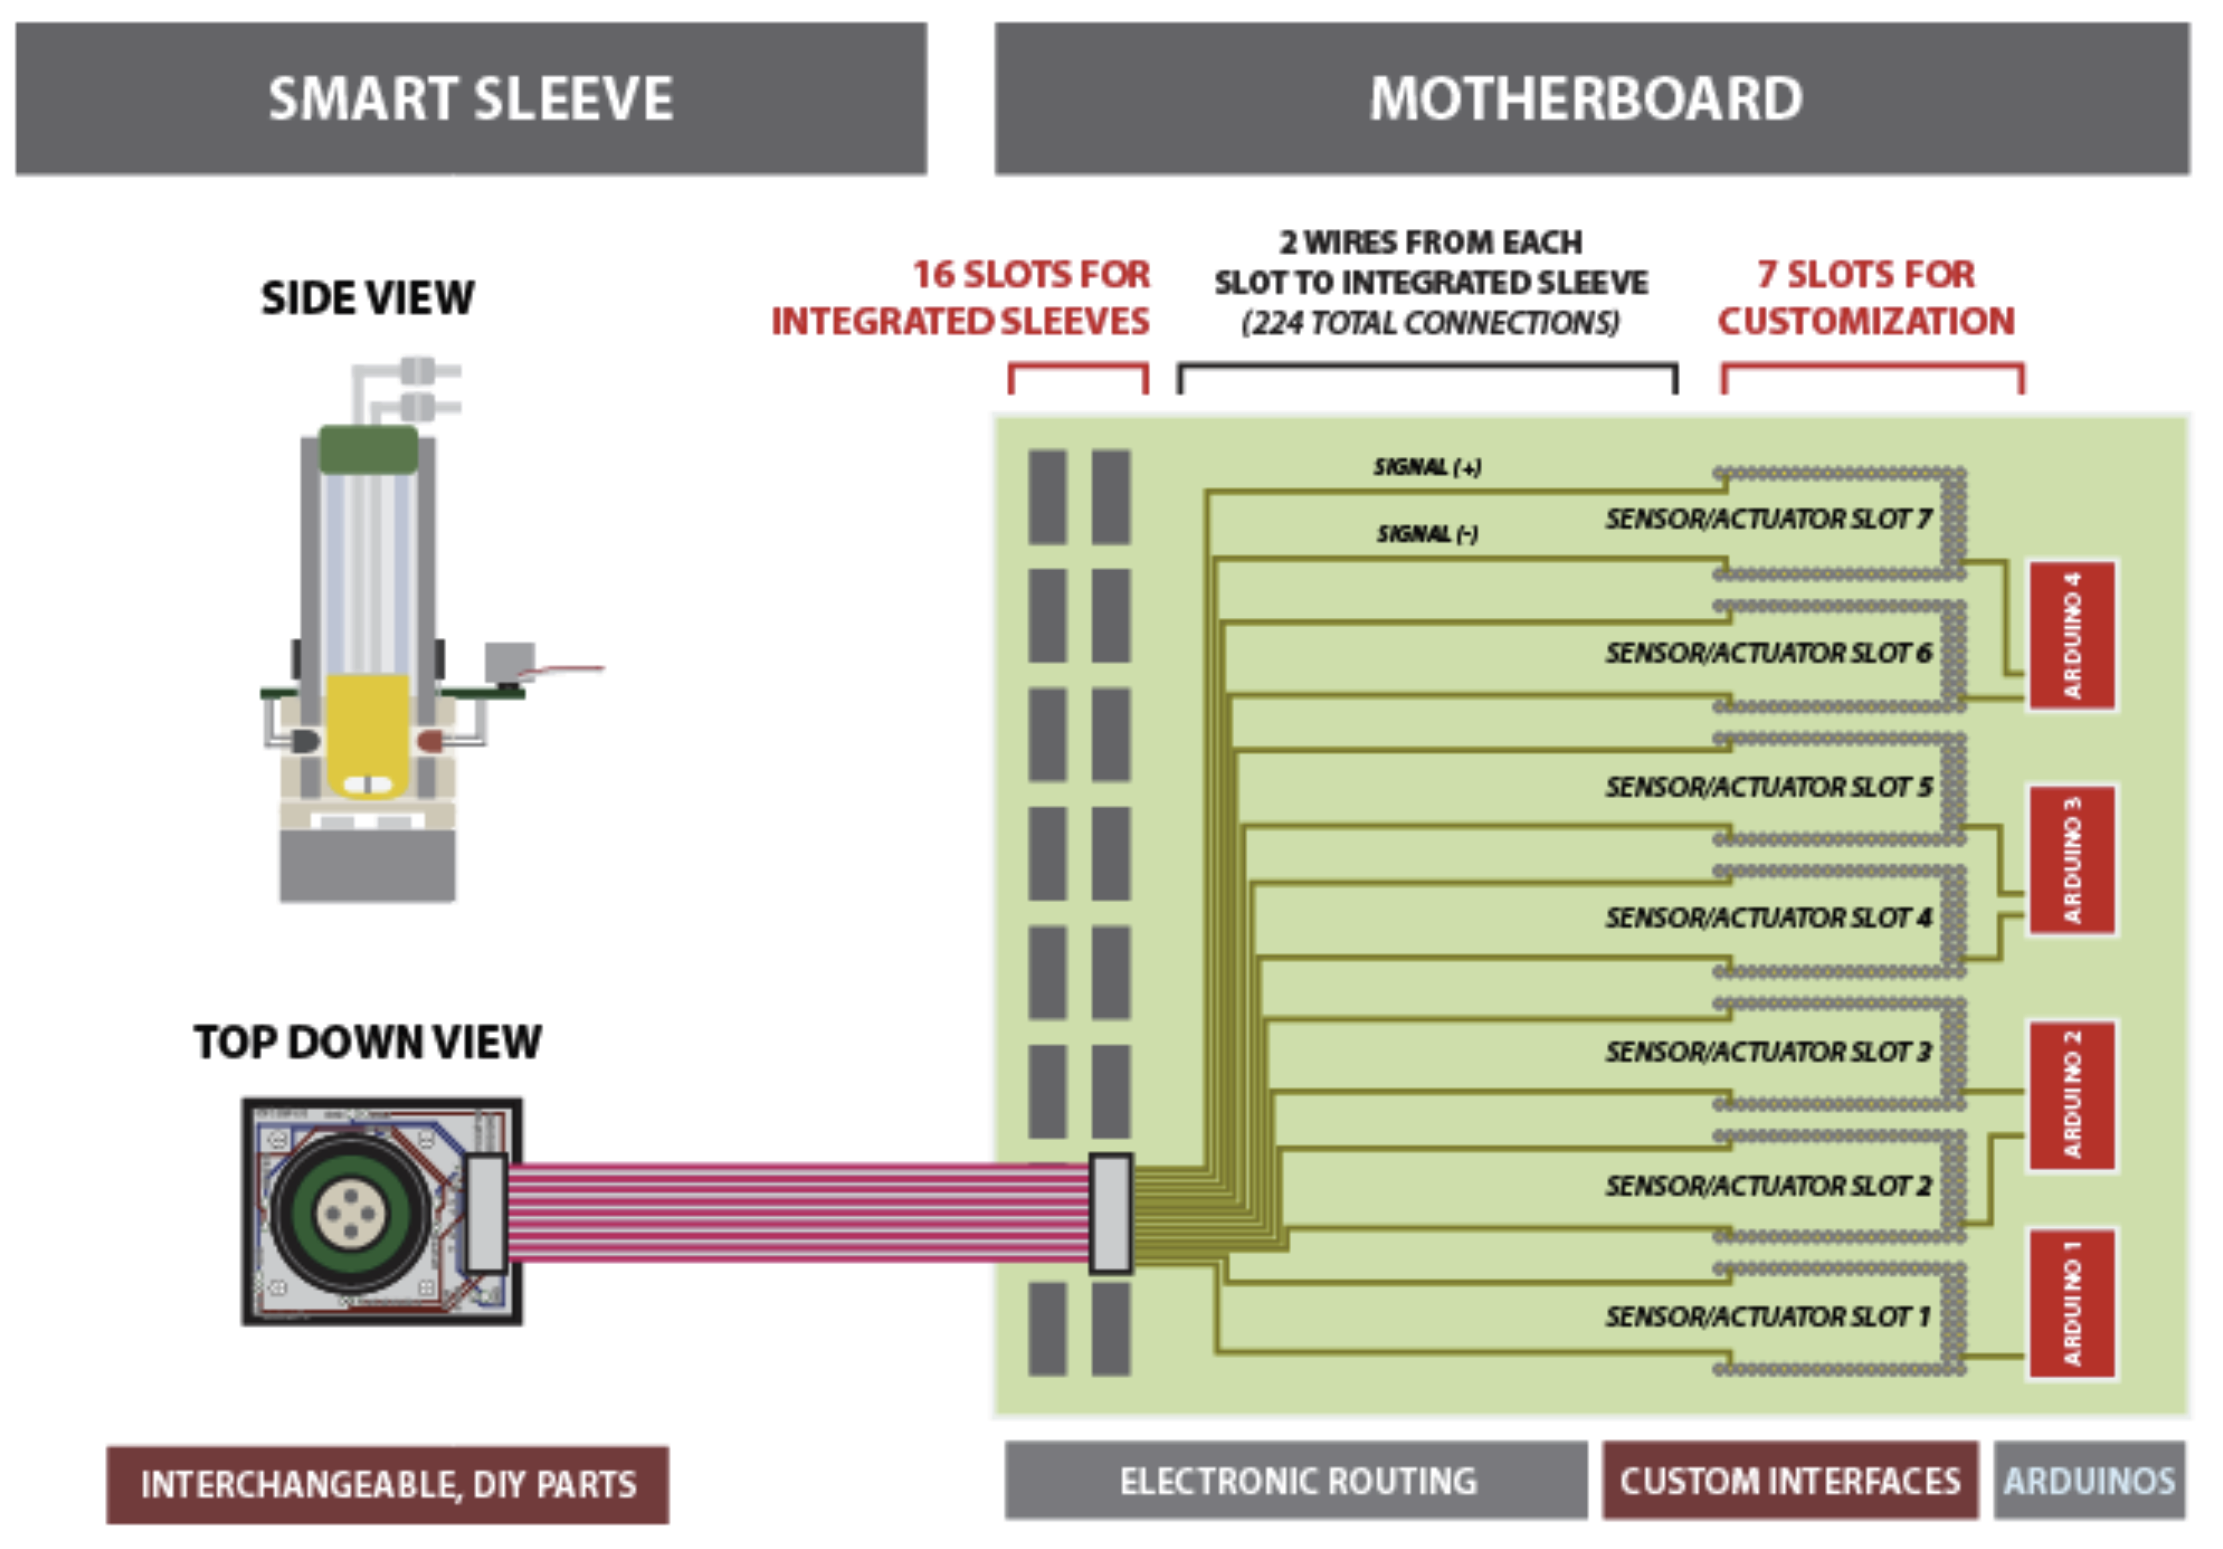 SMART SLEEVE
MOTHERBOARD
SIDE VIEW
16 SLOTS FOR
INTEGRATED SLEEVES
2 WIRES FROM EACH
SLOT TO INTEGRATED SLEEVE
(224 TOTAL CONNECTIONS)
7 SLOTS FOR
CUSTOMIZATION
SIGNAL (+)
SIGNAL (-)
SENSOR/ACTUATOR SLOT 7
SENSOR/ACTUATOR SLOT 6
SENSOR/ACTUATOR SLOT 5
SENSOR/ACTUATOR SLOT 4
SENSOR/ACTUATOR SLOT 3
SENSOR/ACTUATOR SLOT 2
SENSOR/ACTUATOR SLOT 1
ARDUINO 4
ARDUINO 3
ARDUINO 2
ARDUINO 1
TOP DOWN VIEW
INTERCHANGEABLE, DIY PARTS
ELECTRONIC ROUTING
CUSTOM INTERFACES
ARDUINOS